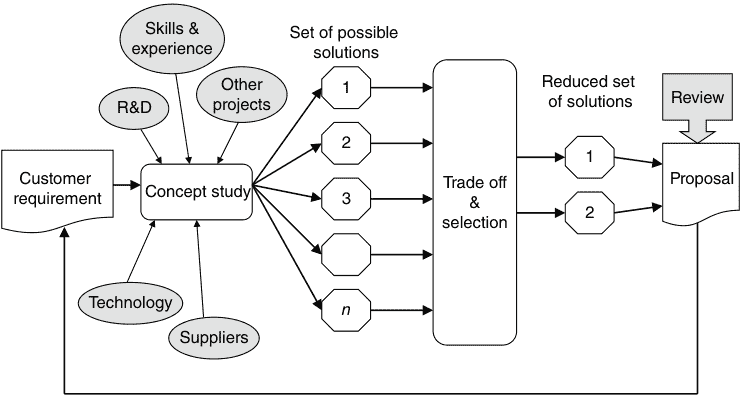 Skills &
experience
R&D
Other
projects
Customer
requirement
Concept study
Technology
Suppliers
Set of possible
solutions
1
2
3
n
Trade off
&
selection
Reduced set
of solutions
1
2
Review
Proposal